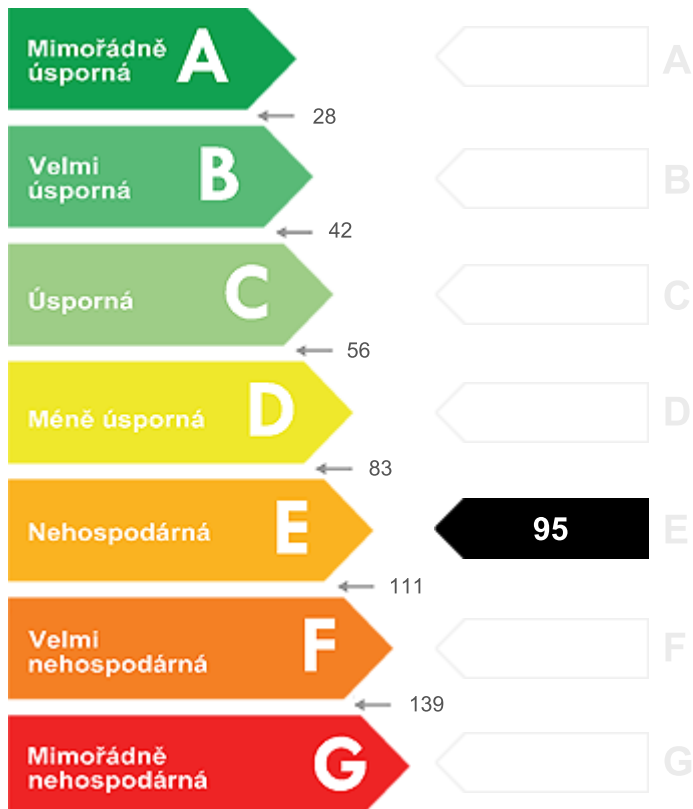 Mimořádně
úsporná
A
A
28
Velmi
úsporná
B
B
42
Úsporná
C
C
56
Méně úsporná
D
D
83
Nehospodárná
E
95
E
111
Velmi
nehospodárná
F
F
139
Mimořádně
nehospodárná
G
G